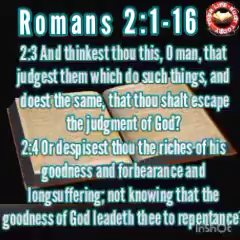 Romans 2:1-16
2:3 And thinkest thou this, O man, that
judgest them which do such things, and
doest the same, that thou shalt escape
the judgment of God?
2:4 Or despisest thou the riches of his
goodness and forbearance and
longsuffering; not knowing that the
goodness of God leadeth thee to repentance
InShot